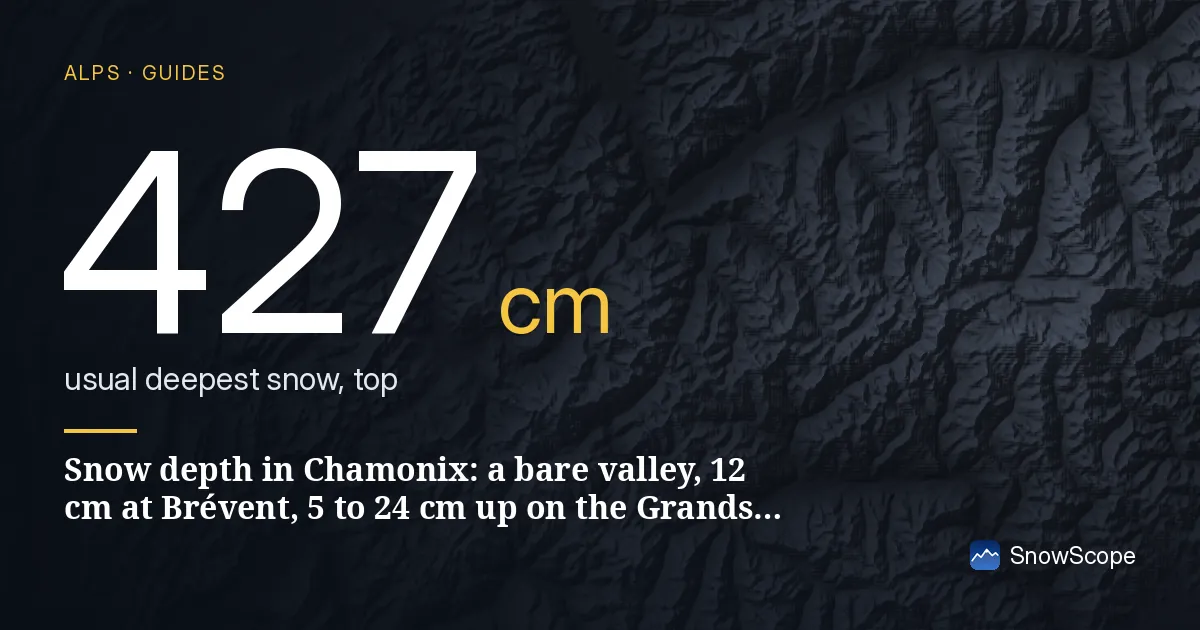 ALPS · GUIDES
427 cm
usual deepest snow, top
Snow depth in Chamonix: a bare valley, 12
cm at Brévent, 5 to 24 cm up on the Grands...
SnowScope